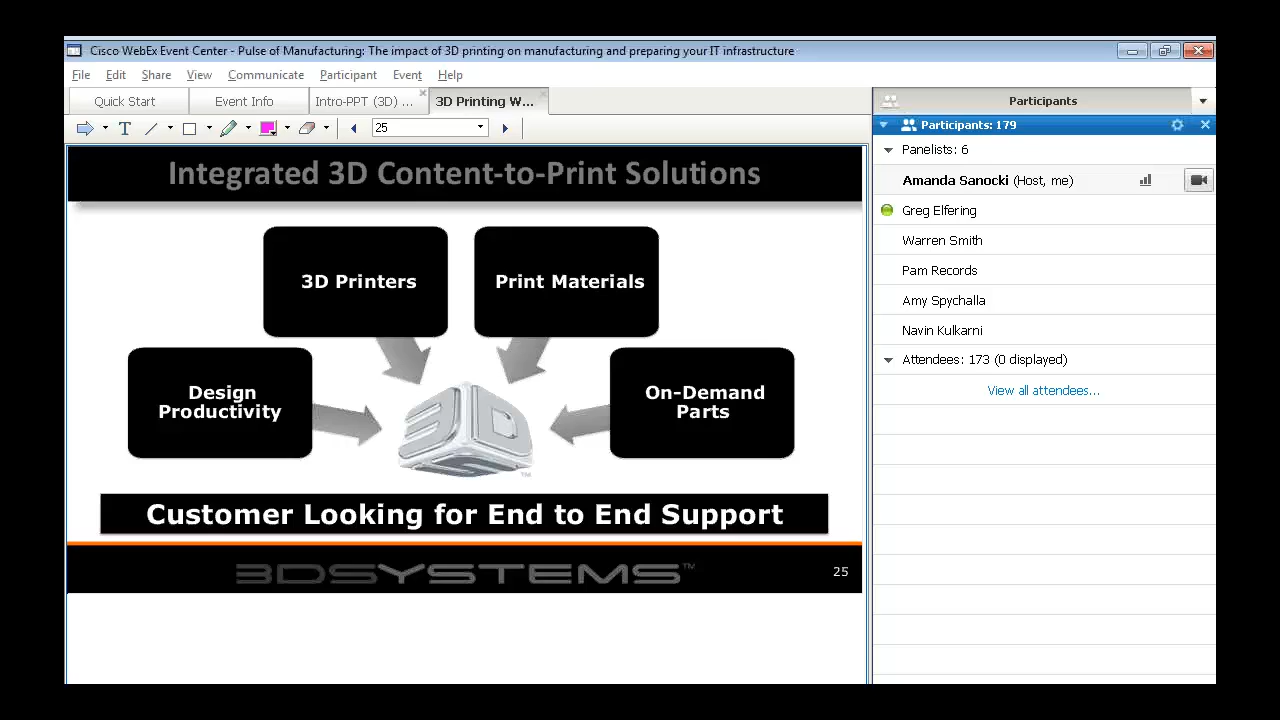 Cisco WebEx Event Center - Pulse of Manufacturing: The impact of 3D printing on manufacturing and preparing your IT infrastructure
File Edit Share View Communicate Participant Event Help
Quick Start Event Info Intro-PPT (3D) ... 3D Printing W...
25
Integrated 3D Content-to-Print Solutions
3D Printers
Print Materials
Design
Productivity
On-Demand
Parts
3DS™
Customer Looking for End to End Support
3DSYSTEMS™
25
Participants
Participants: 179
Panelists: 6
Amanda Sanocki (Host, me)
Greg Elfering
Warren Smith
Pam Records
Amy Spychalla
Navin Kulkarni
Attendees: 173 (0 displayed)
View all attendees...